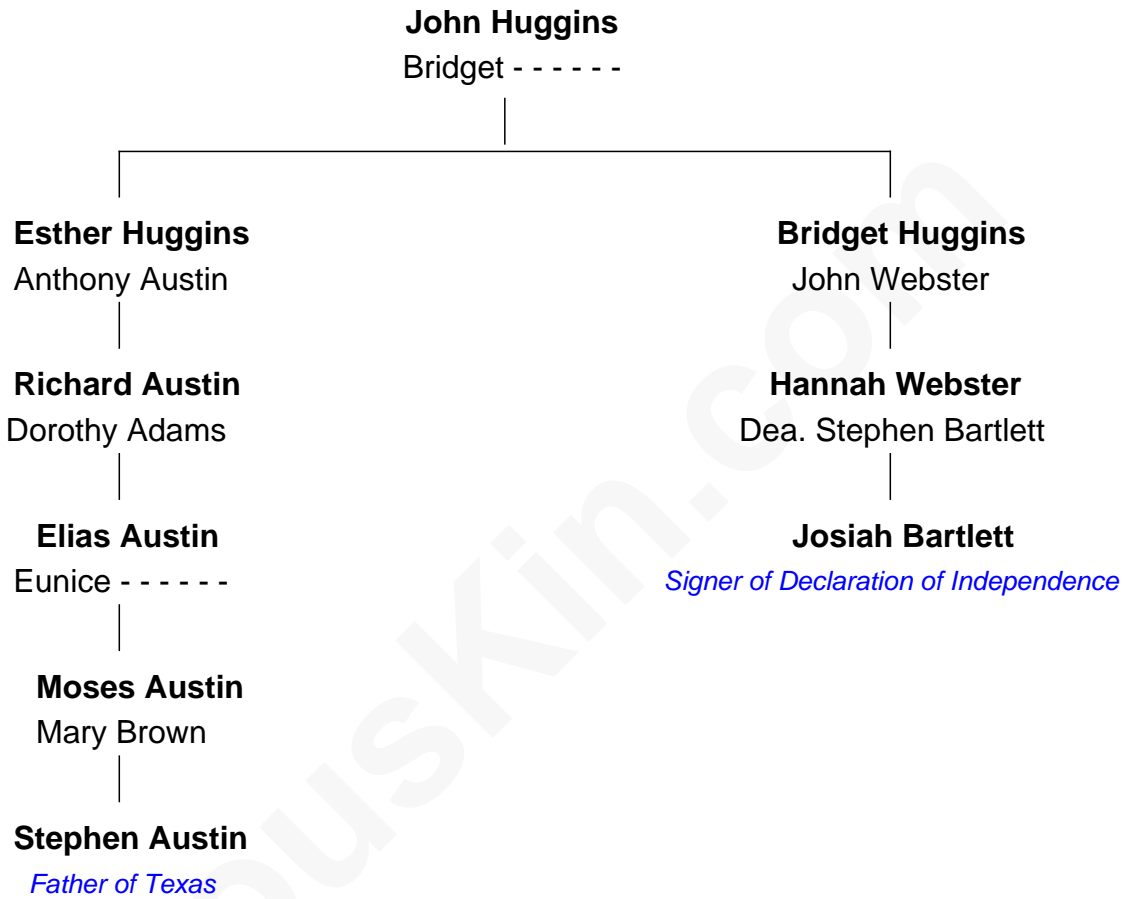 John Huggins
Bridget - - - - - -
Esther Huggins
Anthony Austin
Bridget Huggins
John Webster
Richard Austin
Dorothy Adams
Hannah Webster
Dea. Stephen Bartlett
Elias Austin
Eunice - - - - - -
Josiah Bartlett
Signer of Declaration of Independence
Moses Austin
Mary Brown
Stephen Austin
Father of Texas
ousKin.com